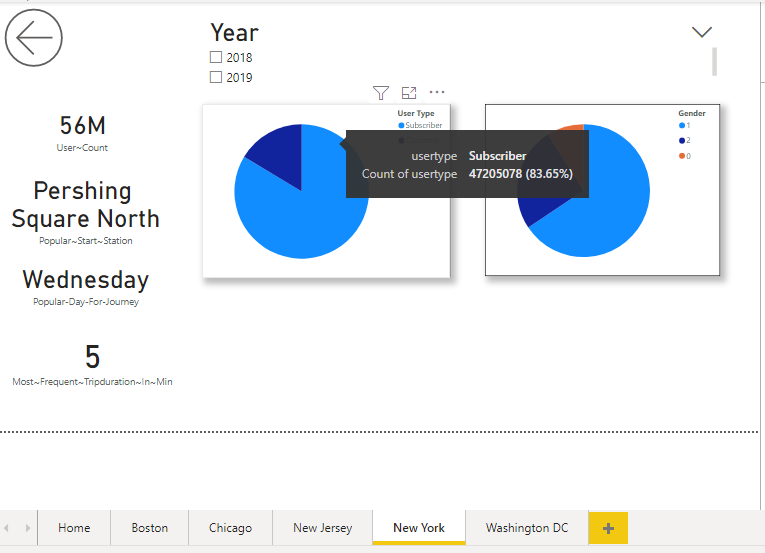 Year
2018
2019
56M
User~Count
Pershing
Square North
Popular~Start~Station
Wednesday
Popular-Day-For-Journey
5
Most~Frequent~Tripduration~In~Min
User Type
Subscriber
usertype Subscriber
Count of usertype 47205078 (83.65%)
Gender
1
2
0
Home
Boston
Chicago
New Jersey
New York
Washington DC